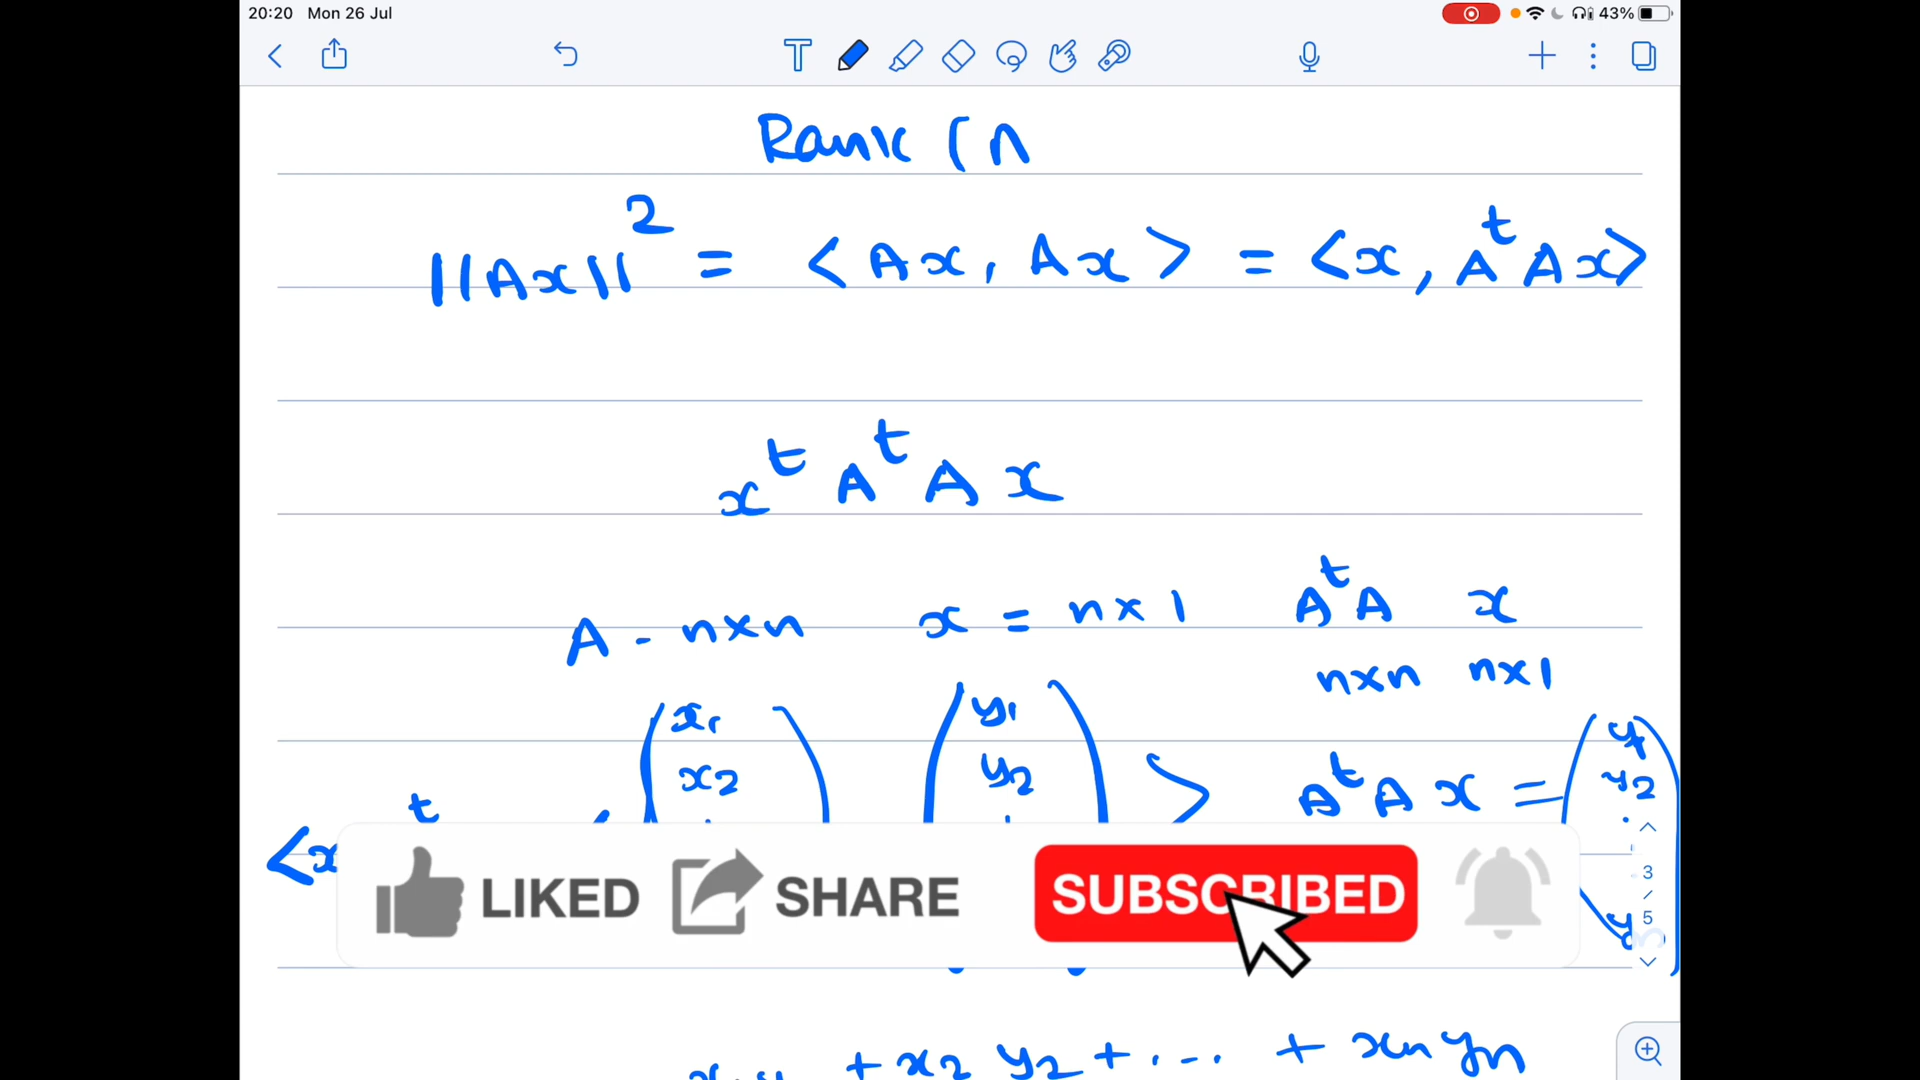 20:20 Mon 26 Jul 43%
Rank (
||Ax||² = <Ax, Ax> = <x, AᵗAx>
xᵗ Aᵗ A x
A - n×n x = n×1 AᵗA x
n×n n×1
x₁ y₁ y₁
x₂ y₂ > AᵗA x = y₂
t
<x <
LIKED SHARE SUBSCRIBED
3 / 5
+ x₂ y₂ + ... + xₙ yₙ